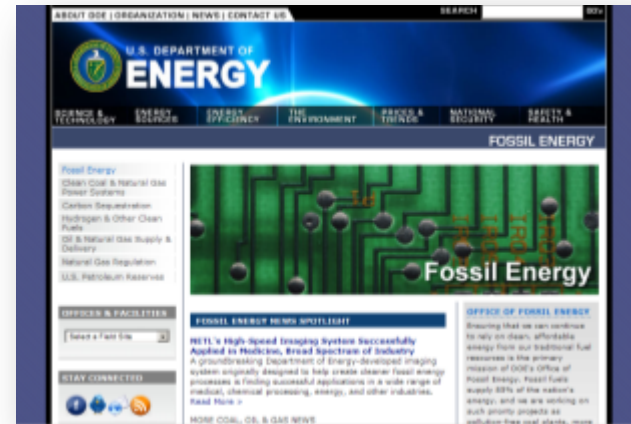 ABOUT DOE | ORGANIZATION | NEWS | CONTACT US
SEARCH
GO>
U.S. DEPARTMENT OF
ENERGY
SCIENCE & TECHNOLOGY
ENERGY SOURCES
ENERGY EFFICIENCY
THE ENVIRONMENT
PRICES & TRENDS
NATIONAL SECURITY
SAFETY & HEALTH
FOSSIL ENERGY
Fossil Energy
Clean Coal & Natural Gas
Power Systems
Carbon Sequestration
Hydrogen & Other Clean
Fuels
Oil & Natural Gas Supply &
Delivery
Natural Gas Regulation
U.S. Petroleum Reserves
OFFICES & FACILITIES
Select a Field Site
STAY CONNECTED
Fossil Energy
FOSSIL ENERGY NEWS SPOTLIGHT
NETL's High-Speed Imaging System Successfully
Applied in Medicine, Broad Spectrum of Industry
A groundbreaking Department of Energy-developed imaging
system originally designed to help create cleaner fossil energy
processes is finding successful applications in a wide range of
medical, chemical processing, energy, and other industries.
Read More >
MORE COAL, OIL & GAS NEWS
OFFICE OF FOSSIL ENERGY
Ensuring that we can continue
to rely on clean, affordable
energy from our traditional fuel
resources is the primary
mission of DOE's Office of
Fossil Energy. Fossil fuels
supply 85% of the nation's
energy, and we are working on
such priority projects as
pollution-free coal plants, more